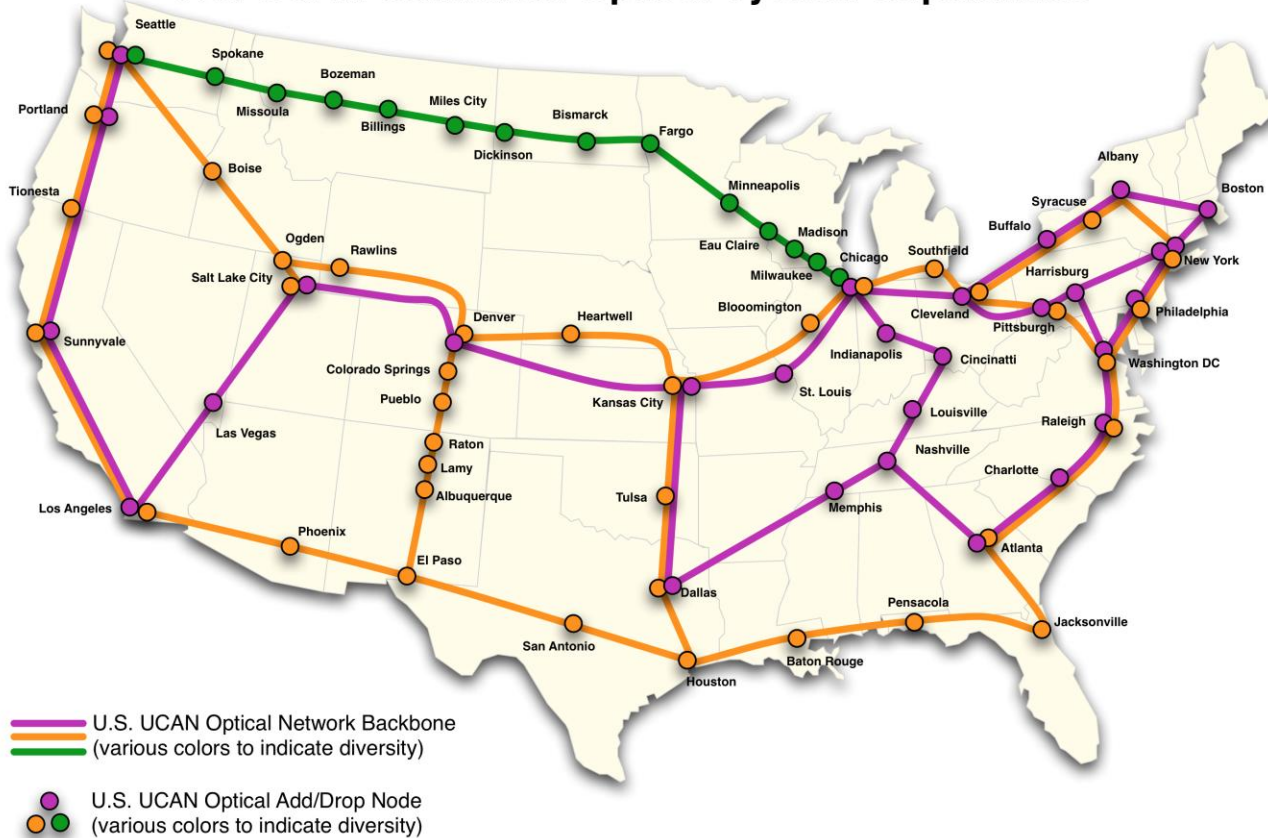 Seattle
Spokane
Bozeman
Miles City
Bismarck
Fargo
Portland
Missoula
Billings
Dickinson
Albany
Boston
Tionesta
Boise
Minneapolis
Syracuse
Buffalo
Eau Claire
Madison
Ogden
Rawlins
Southfield
Chicago
Milwaukee
Harrisburg
New York
Salt Lake City
Blooomington
Cleveland
Pittsburgh
Philadelphia
Denver
Heartwell
Sunnyvale
Indianapolis
Cincinatti
Washington DC
Colorado Springs
Kansas City
St. Louis
Pueblo
Louisville
Raleigh
Las Vegas
Raton
Nashville
Lamy
Charlotte
Albuquerque
Tulsa
Memphis
Los Angeles
Phoenix
Atlanta
El Paso
Dallas
Pensacola
Jacksonville
San Antonio
Baton Rouge
Houston
U.S. UCAN Optical Network Backbone
(various colors to indicate diversity)
U.S. UCAN Optical Add/Drop Node
(various colors to indicate diversity)